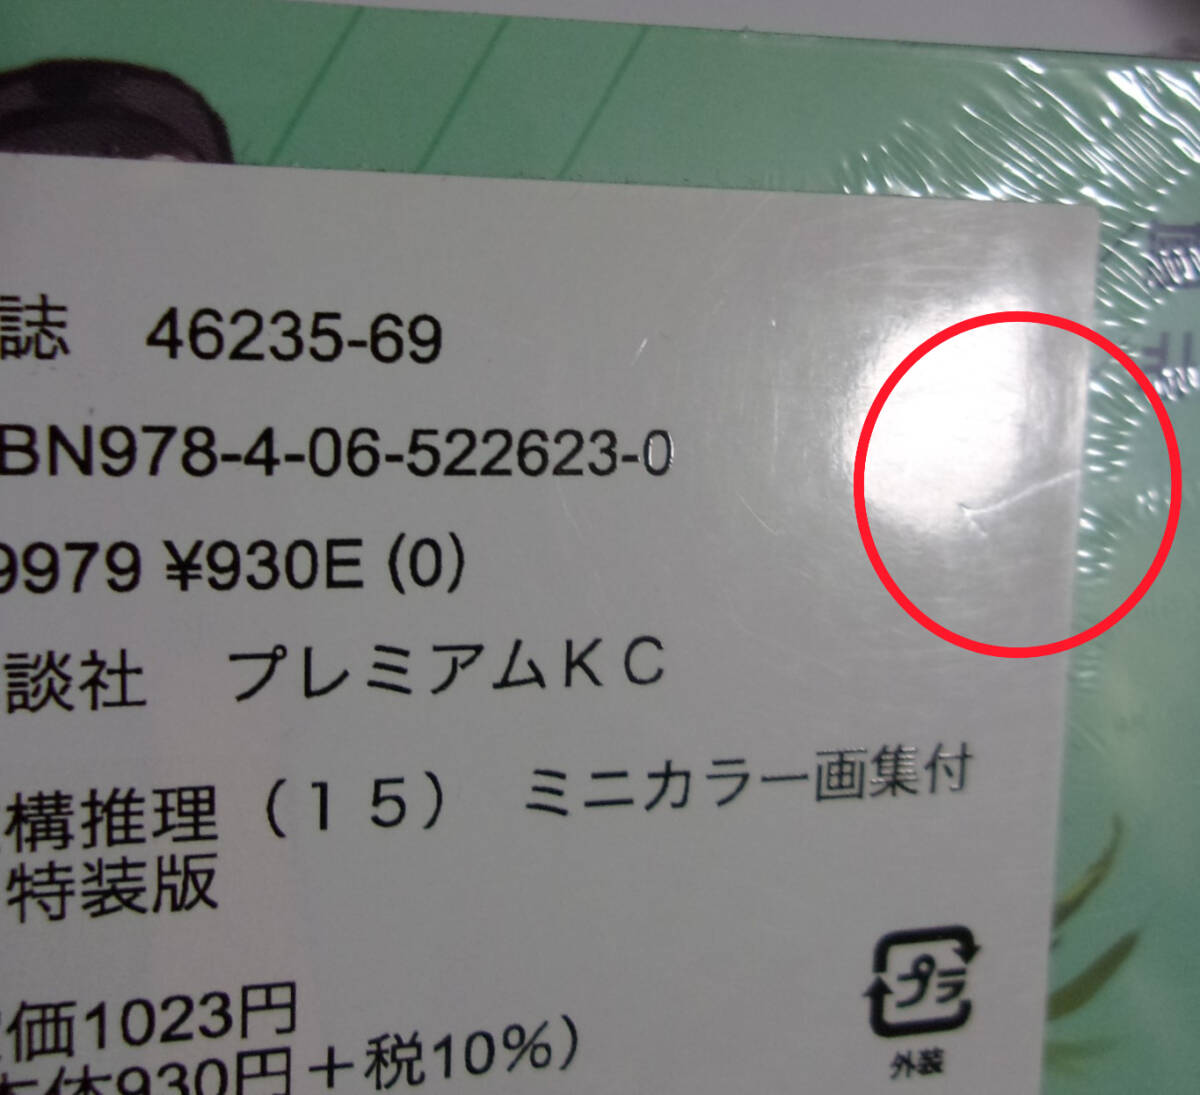 誌 46235-69
BN978-4-06-522623-0
9979 ¥930E (0)
談社 プレミアムKC
構推理（15） ミニカラー画集付
特装版
価1023円
本体930円＋税10%）
プラ
外装